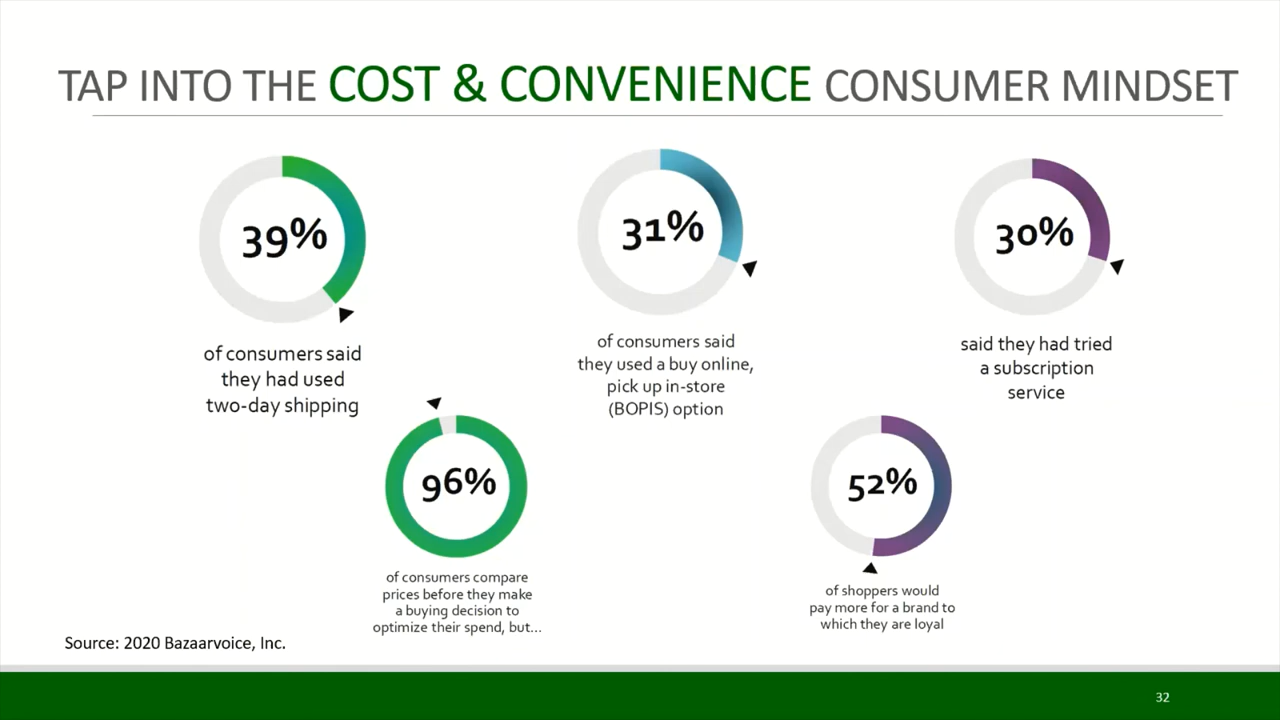 TAP INTO THE COST & CONVENIENCE CONSUMER MINDSET
39%
of consumers said
they had used
two-day shipping
31%
of consumers said
they used a buy online,
pick up in-store
(BOPIS) option
30%
said they had tried
a subscription
service
96%
of consumers compare
prices before they make
a buying decision to
optimize their spend, but...
52%
of shoppers would
pay more for a brand to
which they are loyal
Source: 2020 Bazaarvoice, Inc.
32